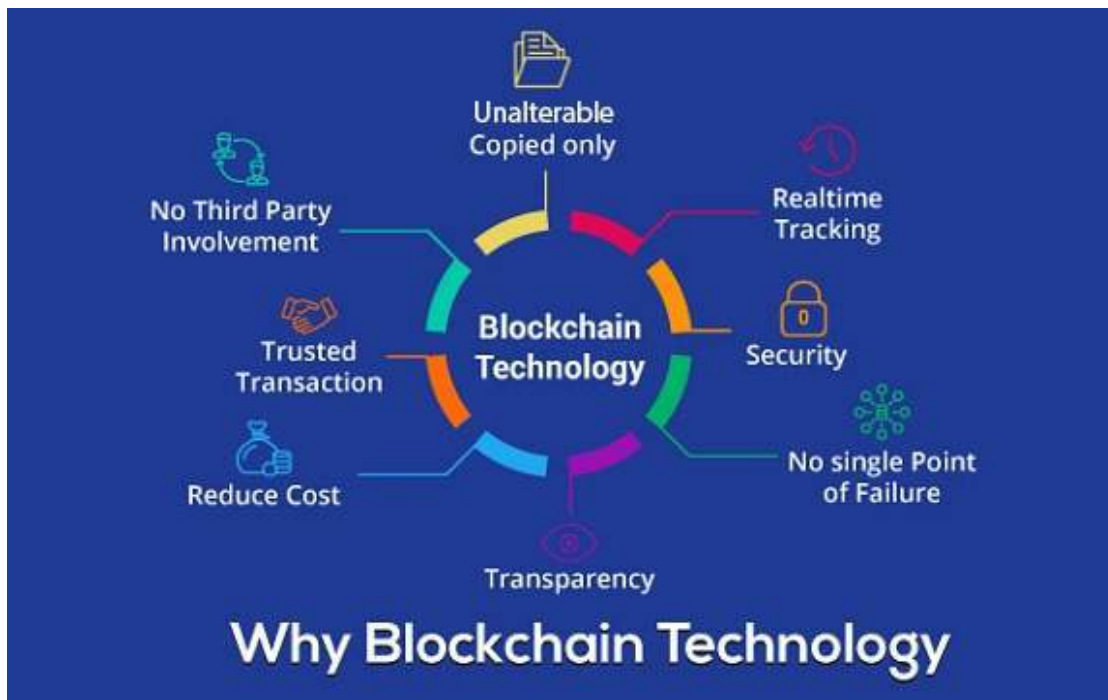 Unalterable
Copied only
Realtime
Tracking
Security
No single Point
of Failure
Transparency
Reduce Cost
Trusted
Transaction
No Third Party
Involvement
Blockchain
Technology
Why Blockchain Technology